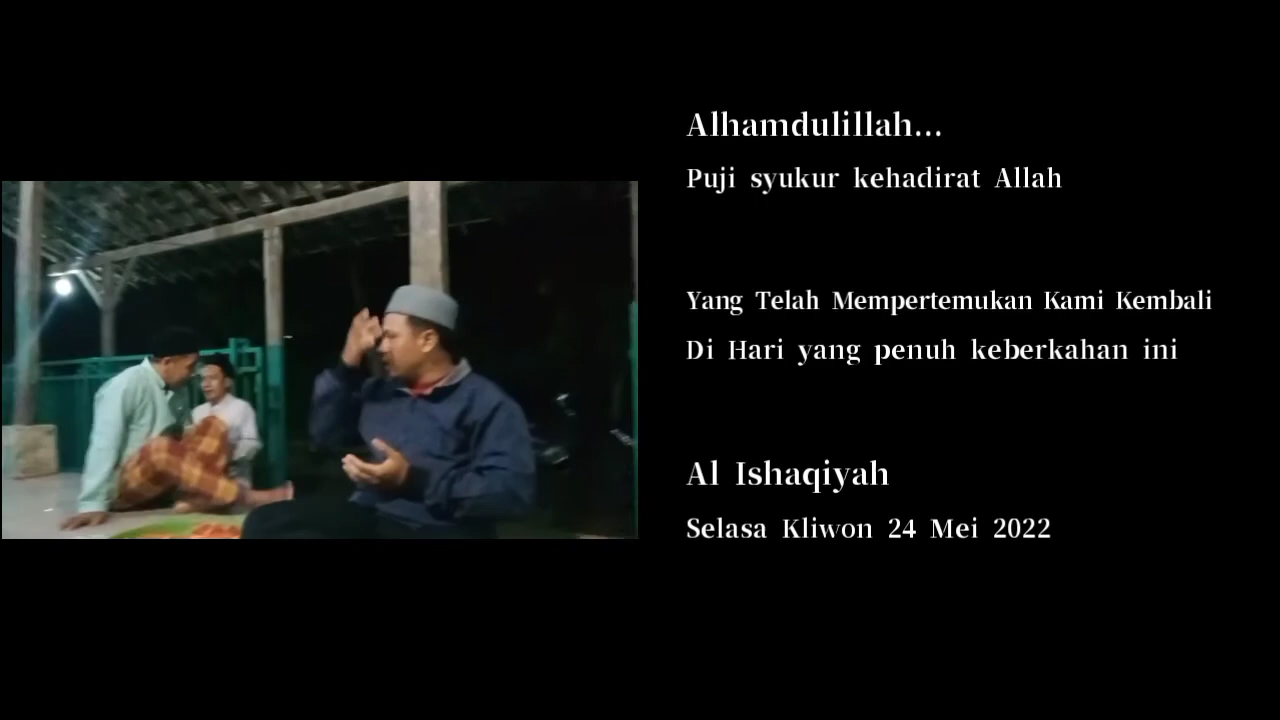 Alhamdulillah...
Puji syukur kehadirat Allah
Yang Telah Mempertemukan Kami Kembali
Di Hari yang penuh keberkahan ini
Al Ishaqiyah
Selasa Kliwon 24 Mei 2022